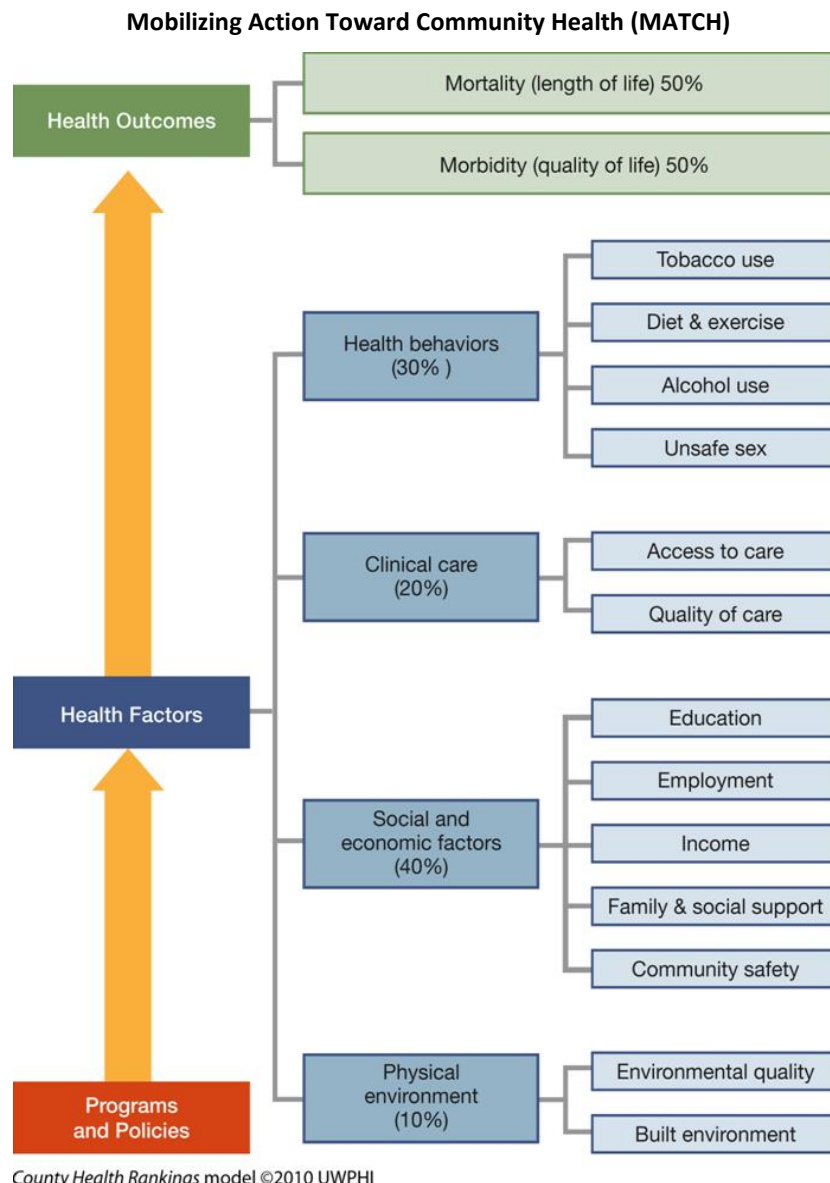 Mobilizing Action Toward Community Health (MATCH)
Health Outcomes
Mortality (length of life) 50%
Morbidity (quality of life) 50%
Health Factors
Health behaviors
(30% )
Tobacco use
Diet & exercise
Alcohol use
Unsafe sex
Clinical care
(20%)
Access to care
Quality of care
Social and
economic factors
(40%)
Education
Employment
Income
Family & social support
Community safety
Physical
environment
(10%)
Environmental quality
Built environment
Programs
and Policies
County Health Rankings model ©2010 UWPHI